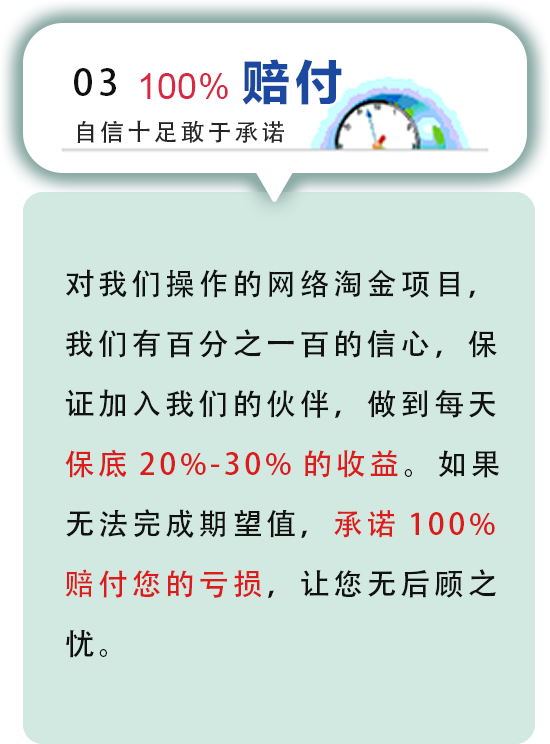 03 100% 赔付
自信十足敢于承诺
对我们操作的网络淘金项目，
我们有百分之一百的信心，保
证加入我们的伙伴，做到每天
保底 20%-30% 的收益。如果
无法完成期望值，承诺 100%
赔付您的亏损，让您无后顾之
忧。